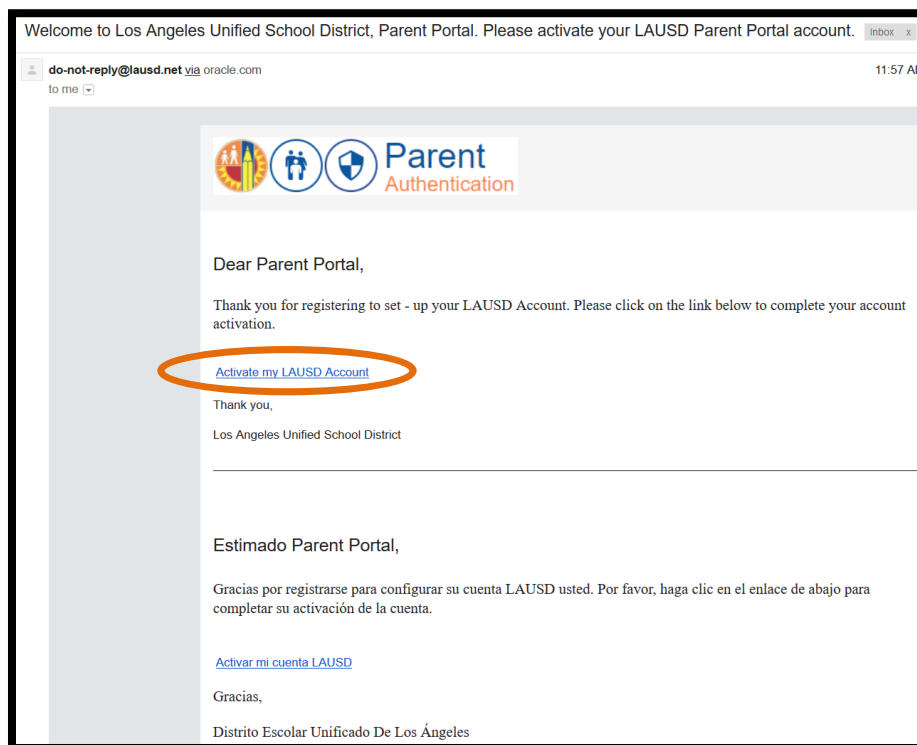 Welcome to Los Angeles Unified School District, Parent Portal. Please activate your LAUSD Parent Portal account. Inbox x
do-not-reply@lausd.net via oracle.com 11:57 AM
to me
Parent
Authentication
Dear Parent Portal,
Thank you for registering to set - up your LAUSD Account. Please click on the link below to complete your account
activation.
Activate my LAUSD Account
Thank you,
Los Angeles Unified School District
Estimado Parent Portal,
Gracias por registrarse para configurar su cuenta LAUSD usted. Por favor, haga clic en el enlace de abajo para
completar su activación de la cuenta.
Activar mi cuenta LAUSD
Gracias,
Distrito Escolar Unificado De Los Ángeles